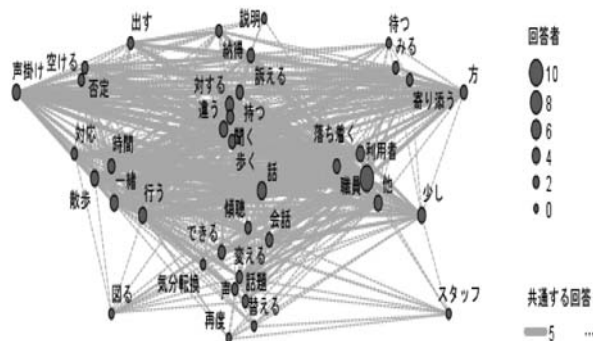 説明
出す
待つ
納得
みる
空ける
声掛け
否定
訴える
対する
持つ
寄り添う
方
違う
聞く
落ち着く
対応
時間
歩く
利用者
一緒
話
職員
他
散歩
行う
傾聴
少し
できる
会話
変える
気分転換
話題
声
替える
図る
再度
スタッフ
回答者
10
8
6
4
2
0
共通する回答
5